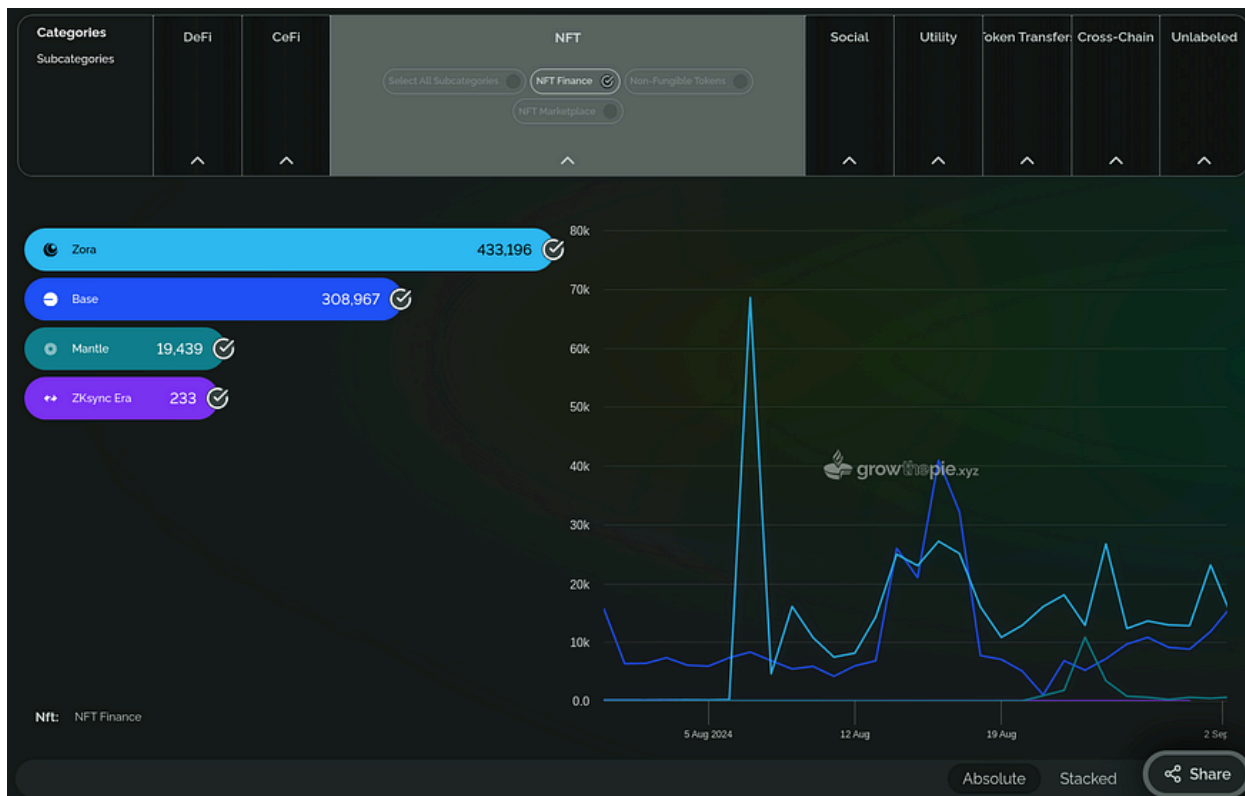 Categories
Subcategories
DeFi
CeFi
NFT
Select All Subcategories
NFT Finance
Non-Fungible Tokens
NFT Marketplace
Social
Utility
Token Transfer
Cross-Chain
Unlabeled
Zora 433,196
Base 308,967
Mantle 19,439
ZKsync Era 233
80k
70k
60k
50k
40k
30k
20k
10k
0.0
growthepie.xyz
5 Aug 2024
12 Aug
19 Aug
2 Sep
Nft: NFT Finance
Absolute
Stacked
Share